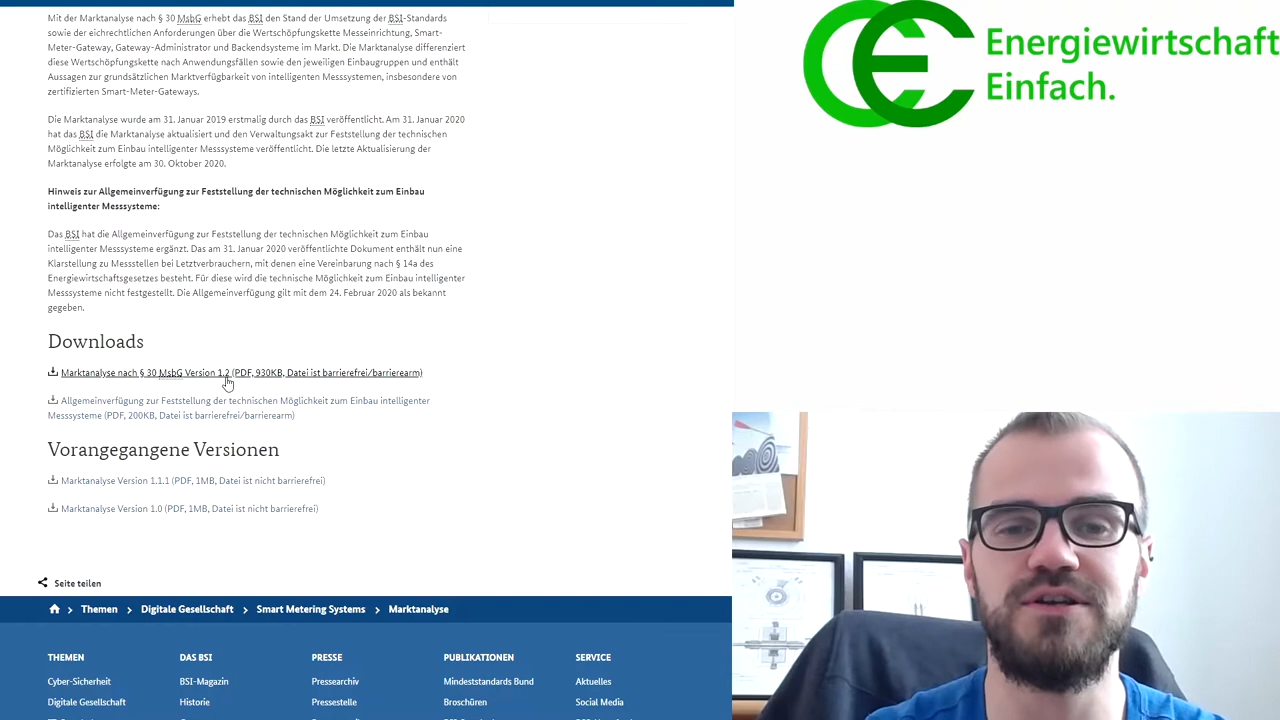 Mit der Marktanalyse nach § 30 MsbG erhebt das BSI den Stand der Umsetzung der BSI-Standards
sowie der eichrechtlichen Anforderungen über die Wertschöpfungskette Messeinrichtung, Smart-
Meter-Gateway, Gateway-Administrator und Backendsysteme im Markt. Die Marktanalyse differenziert
diese Wertschöpfungskette nach Anwendungsfällen sowie den jeweiligen Einbaugruppen und enthält
Aussagen zur grundsätzlichen Marktverfügbarkeit von intelligenten Messsystemen, insbesondere von
zertifizierten Smart-Meter-Gateways.
Die Marktanalyse wurde am 31. Januar 2019 erstmalig durch das BSI veröffentlicht. Am 31. Januar 2020
hat das BSI die Marktanalyse aktualisiert und den Verwaltungsakt zur Feststellung der technischen
Möglichkeit zum Einbau intelligenter Messsysteme veröffentlicht. Die letzte Aktualisierung der
Marktanalyse erfolgte am 30. Oktober 2020.
Hinweis zur Allgemeinverfügung zur Feststellung der technischen Möglichkeit zum Einbau
intelligenter Messsysteme:
Das BSI hat die Allgemeinverfügung zur Feststellung der technischen Möglichkeit zum Einbau
intelligenter Messsysteme ergänzt. Das am 31. Januar 2020 veröffentlichte Dokument enthält nun eine
Klarstellung zu Messstellen bei Letztverbrauchern, mit denen eine Vereinbarung nach § 14a des
Energiewirtschaftsgesetzes besteht. Für diese wird die technische Möglichkeit zum Einbau intelligenter
Messsysteme nicht festgestellt. Die Allgemeinverfügung gilt mit dem 24. Februar 2020 als bekannt
gegeben.
Downloads
Marktanalyse nach § 30 MsbG Version 1.2 (PDF, 930KB, Datei ist barrierefrei/barrierearm)
Allgemeinverfügung zur Feststellung der technischen Möglichkeit zum Einbau intelligenter
Messsysteme (PDF, 200KB, Datei ist barrierefrei/barrierearm)
Vorangegangene Versionen
Marktanalyse Version 1.1.1 (PDF, 1MB, Datei ist nicht barrierefrei)
Marktanalyse Version 1.0 (PDF, 1MB, Datei ist nicht barrierefrei)
Seite teilen
Themen Digitale Gesellschaft Smart Metering Systems Marktanalyse
THEMEN DAS BSI PRESSE PUBLIKATIONEN SERVICE
Cyber-Sicherheit BSI-Magazin Pressearchiv Mindeststandards Bund Aktuelles
Digitale Gesellschaft Historie Pressestelle Broschüren Social Media
Energiewirtschaft
Einfach.